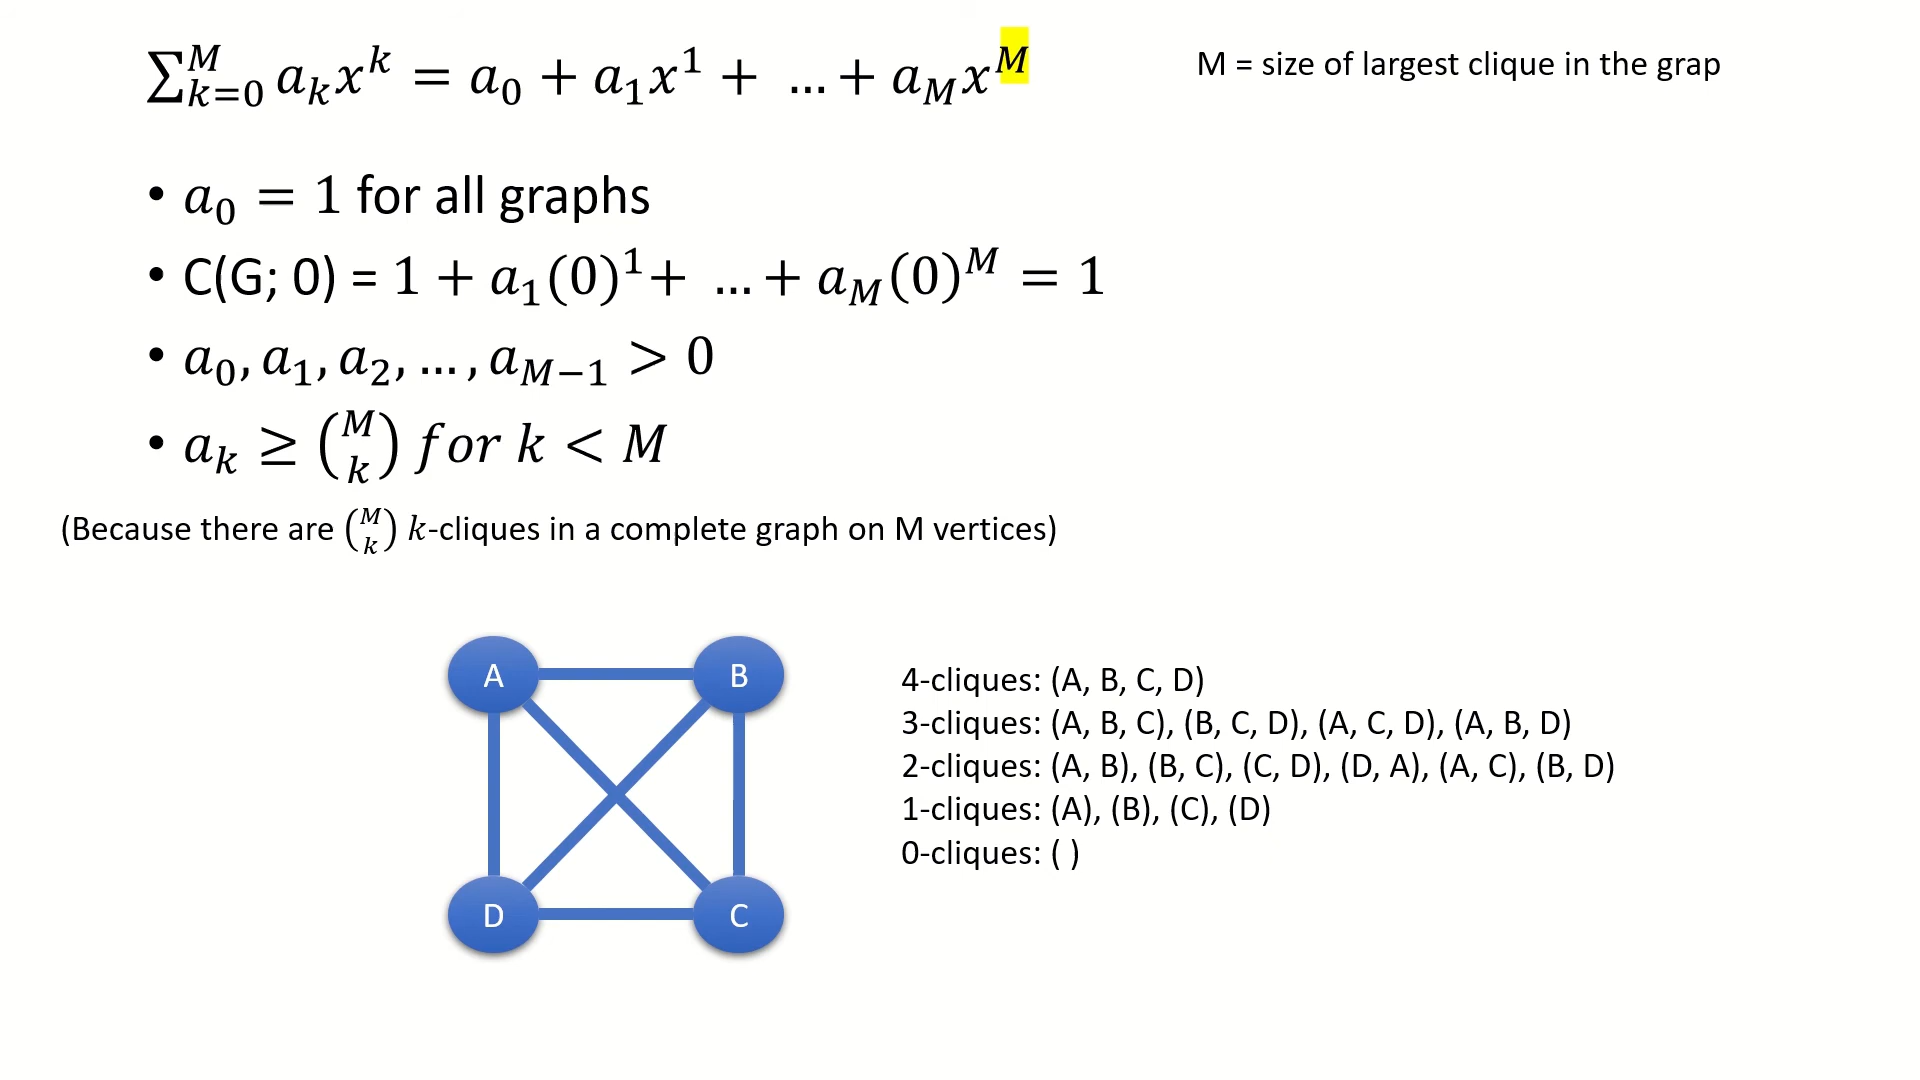 ∑_{k=0}^{M} a_k x^k = a_0 + a_1 x^1 + … + a_M x^M
M = size of largest clique in the grap
• a_0 = 1 for all graphs
• C(G; 0) = 1 + a_1(0)^1 + … + a_M(0)^M = 1
• a_0, a_1, a_2, … , a_{M−1} > 0
• a_k ≥ \binom{M}{k} for k < M
(Because there are \binom{M}{k} k-cliques in a complete graph on M vertices)
A
B
D
C
4-cliques: (A, B, C, D)
3-cliques: (A, B, C), (B, C, D), (A, C, D), (A, B, D)
2-cliques: (A, B), (B, C), (C, D), (D, A), (A, C), (B, D)
1-cliques: (A), (B), (C), (D)
0-cliques: ( )